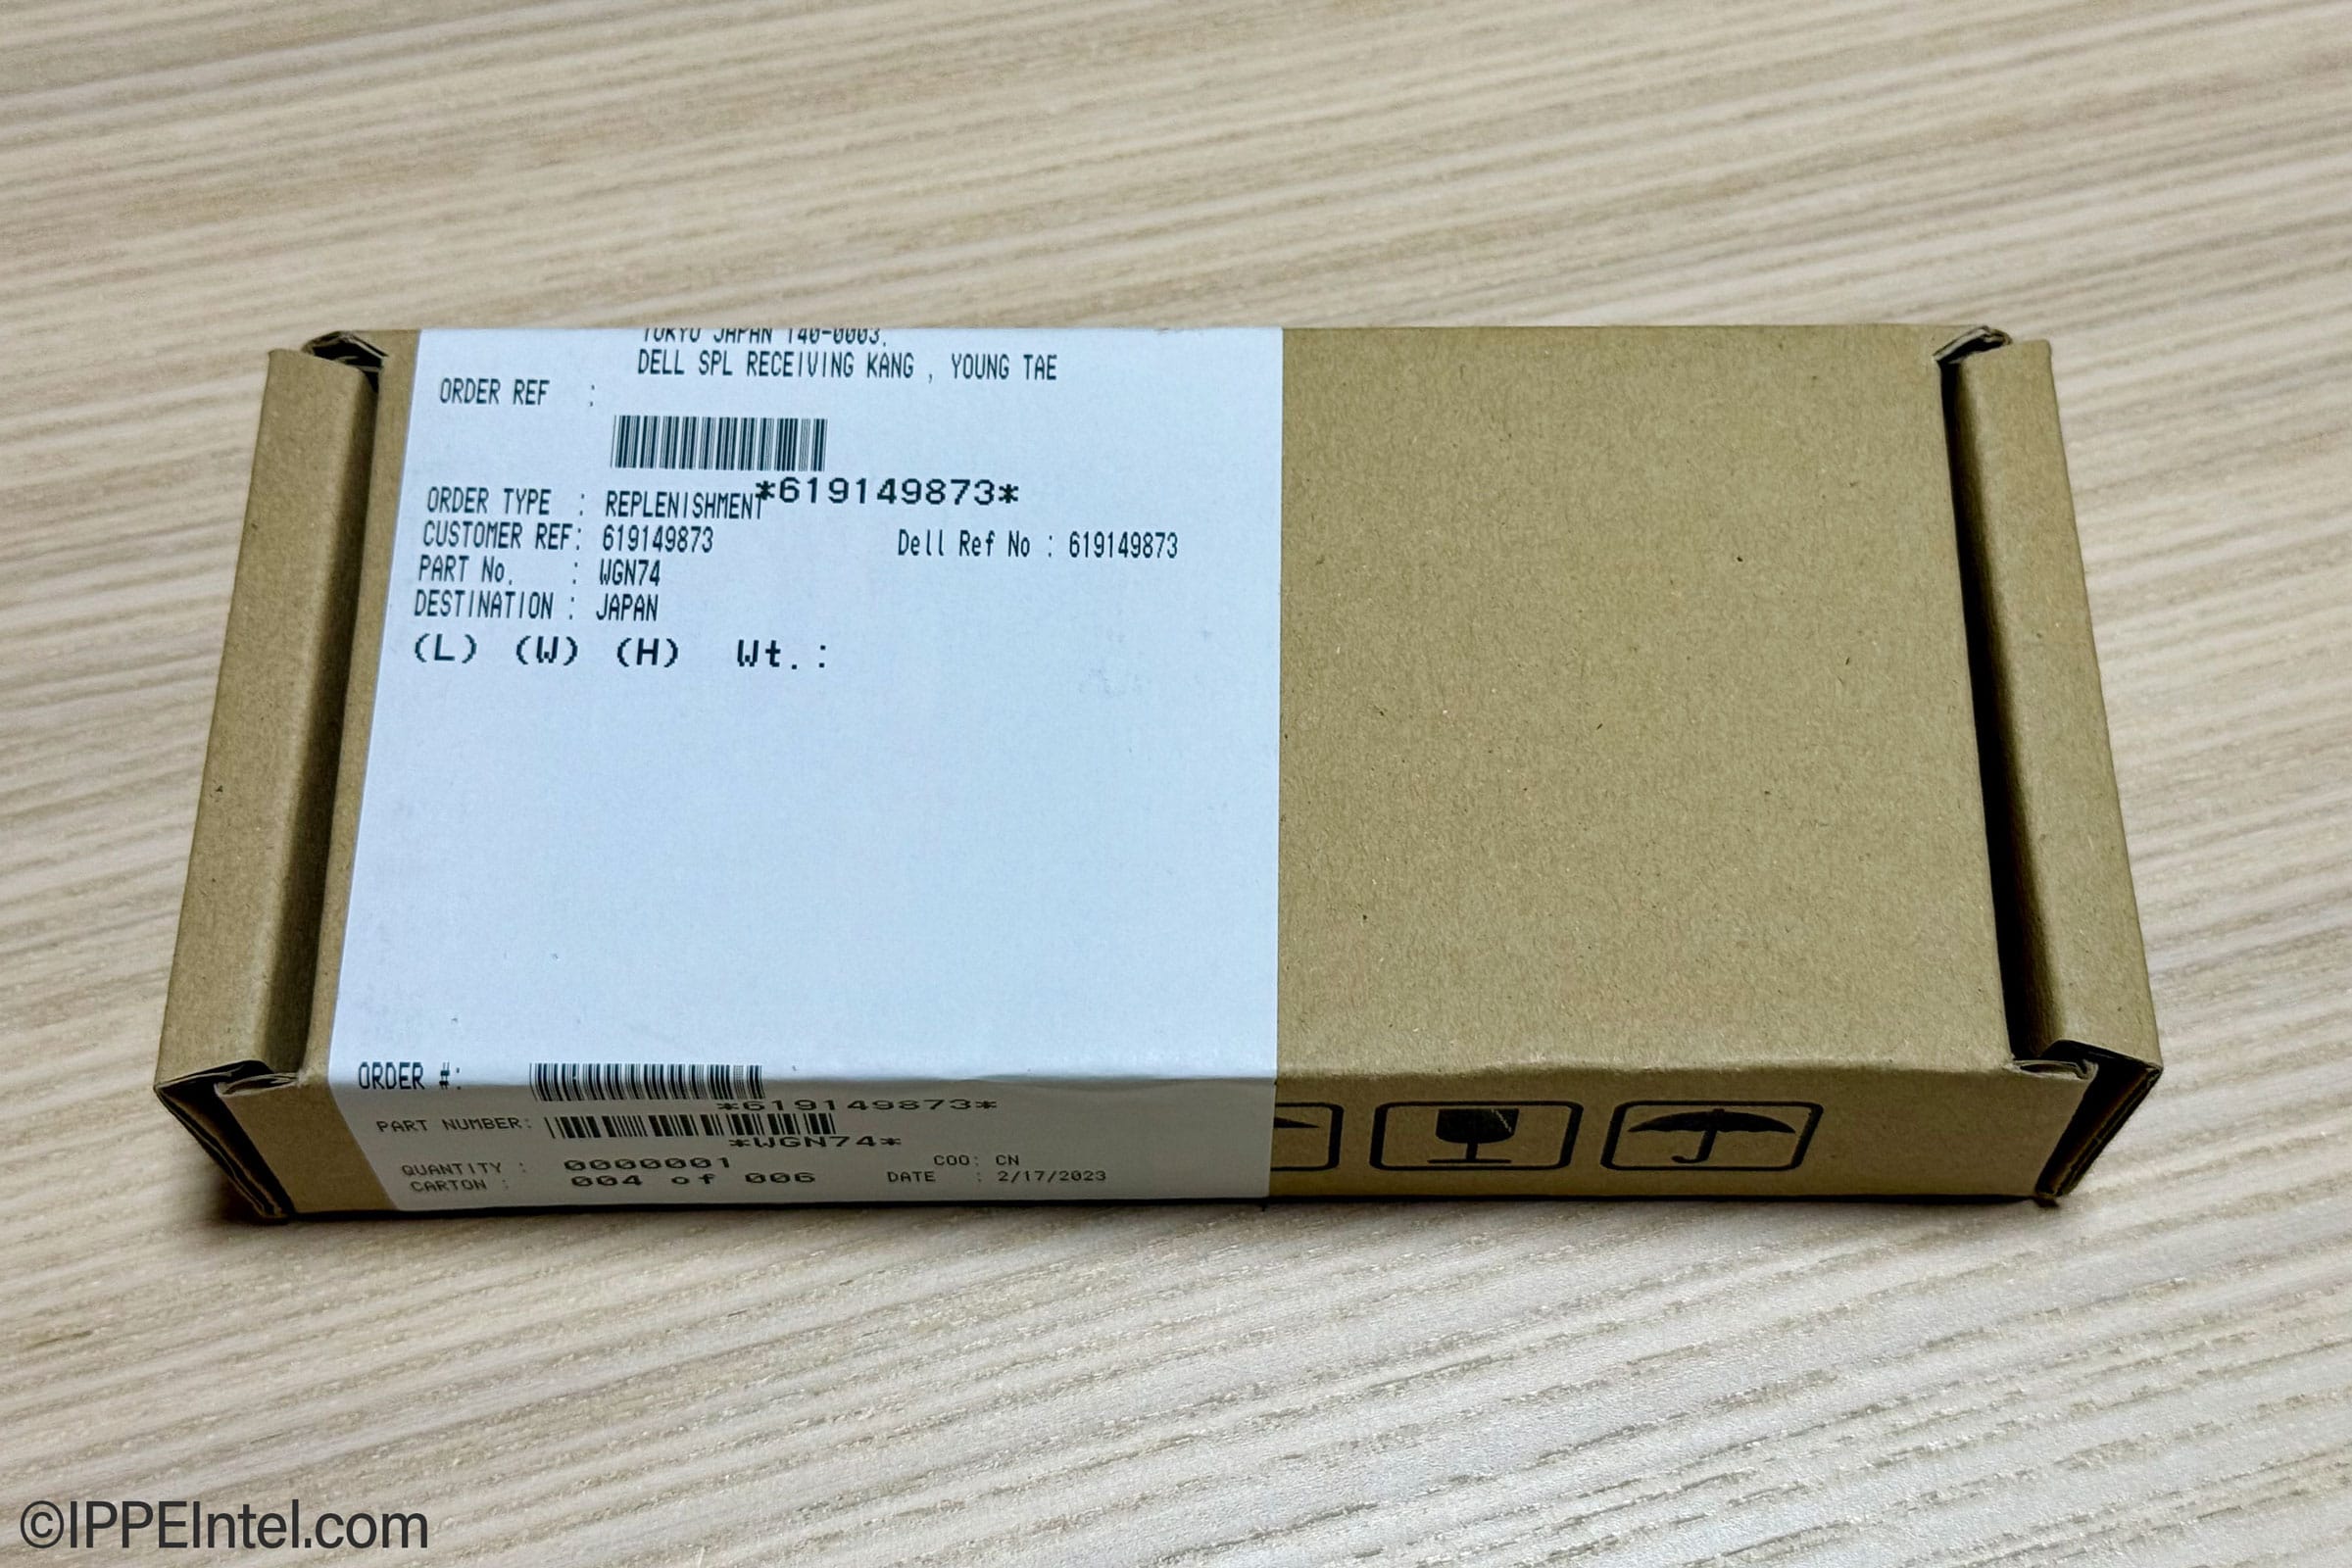 TOKYO JAPAN 140-0003.
DELL SPL RECEIVING KANG , YOUNG TAE
ORDER REF :
*619149873*
ORDER TYPE : REPLENISHMENT
CUSTOMER REF: 619149873 Dell Ref No : 619149873
PART No. : WGN74
DESTINATION : JAPAN
(L) (W) (H) Wt.:
ORDER #:
*619149873*
PART NUMBER:
*WGN74*
QUANTITY : 0000001 COO: CN
CARTON : 004 of 006 DATE : 2/17/2023
©IPPEIntel.com